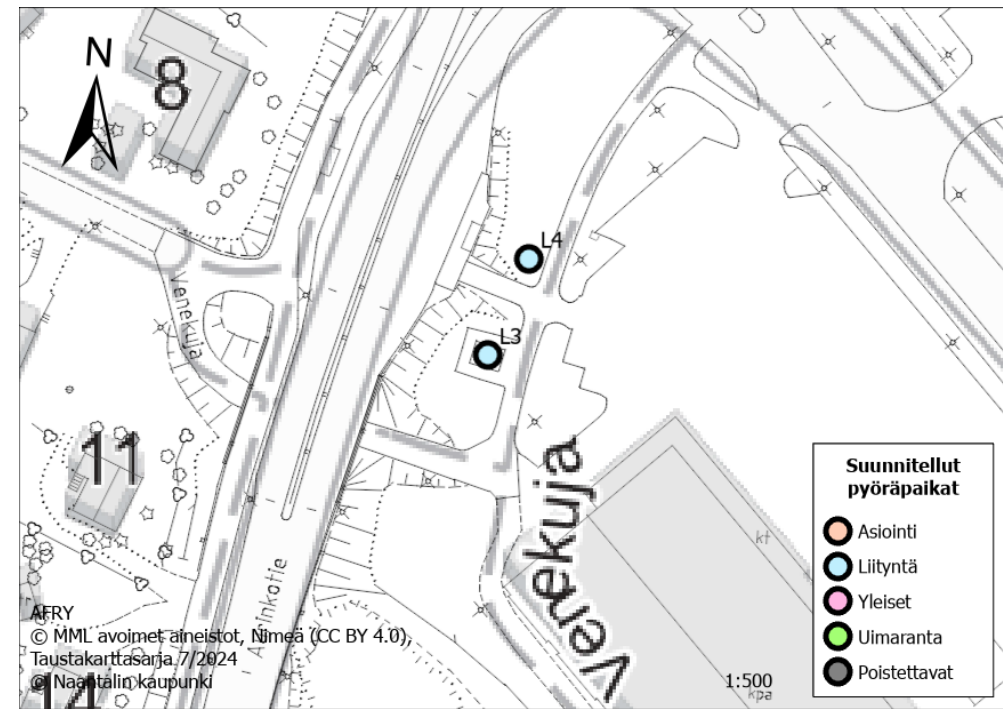 N
8
L4
Venekuja
L3
11
Venekuja
kt
Suunnitellut
pyöräpaikat
Asiointi
Liityntä
Yleiset
Uimaranta
Poistettavat
AFRY
© MML avoimet aineistot, Nimeä (CC BY 4.0),
Taustakarttasarja 7/2024
© Naantalin kaupunki
14
1:500
kpa